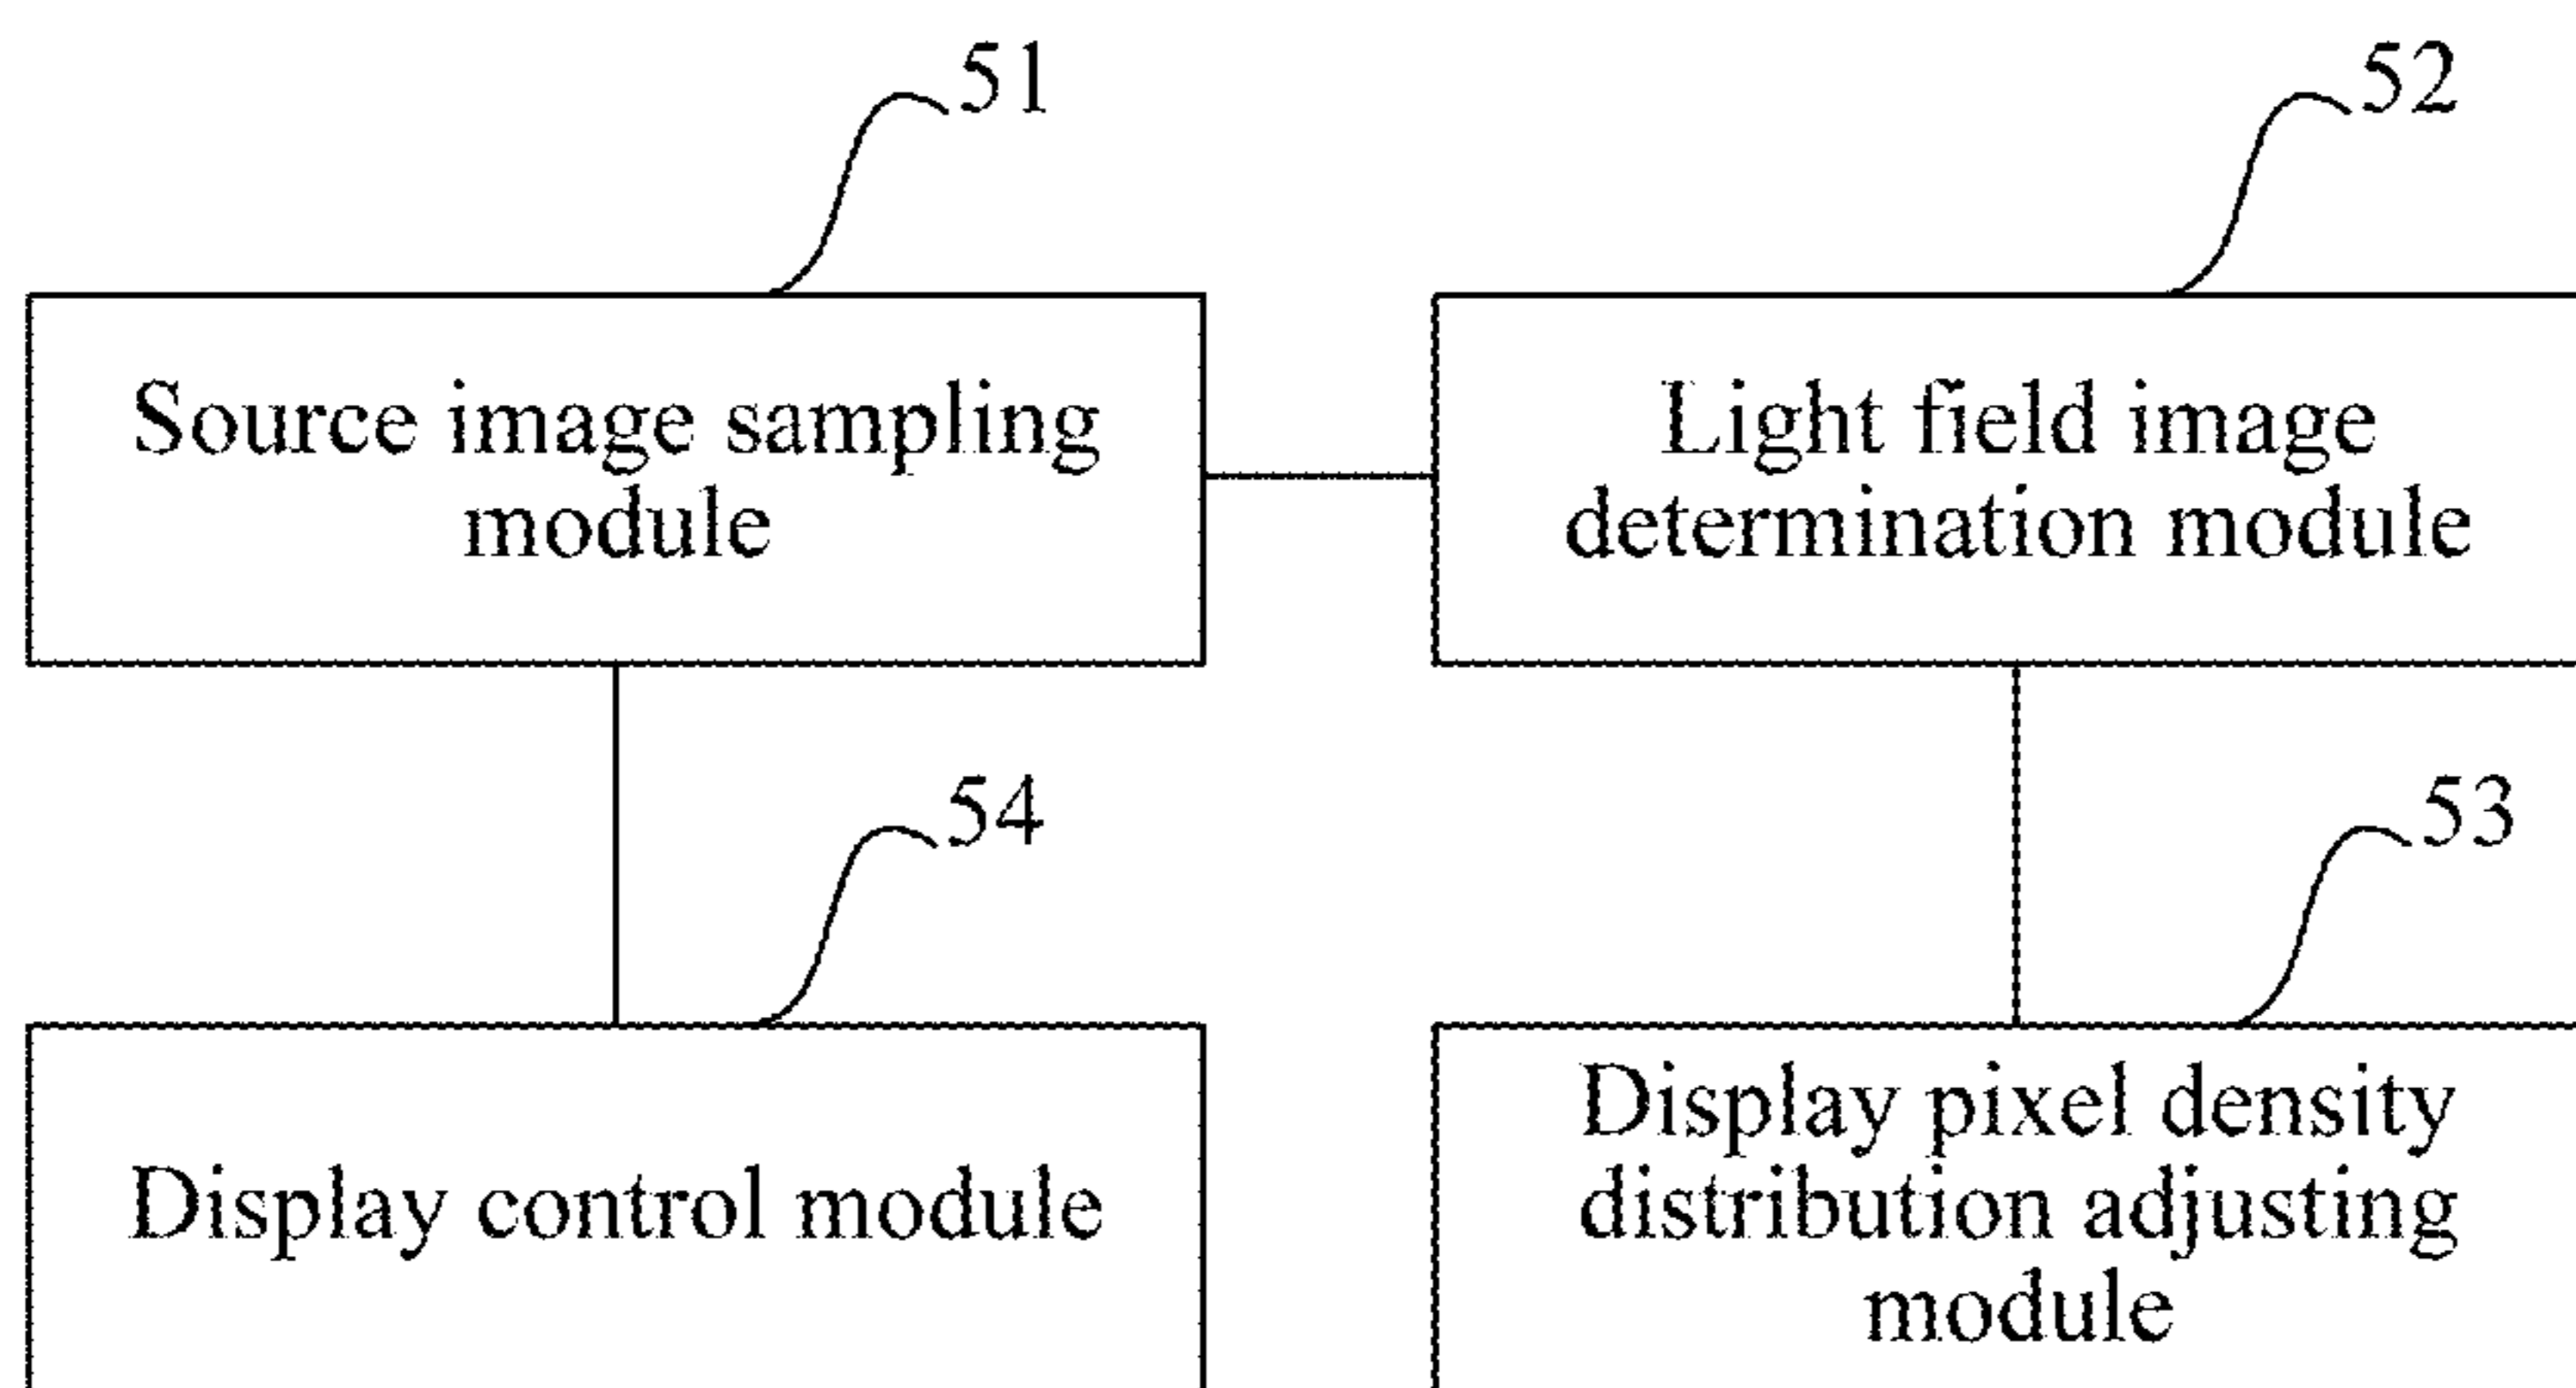 51
52
Source image sampling
module
Light field image
determination module
54
53
Display control module
Display pixel density
distribution adjusting
module